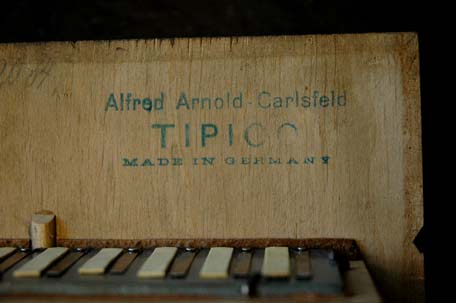 Alfred Arnold-Carlsfeld
TIPICO
MADE IN GERMANY